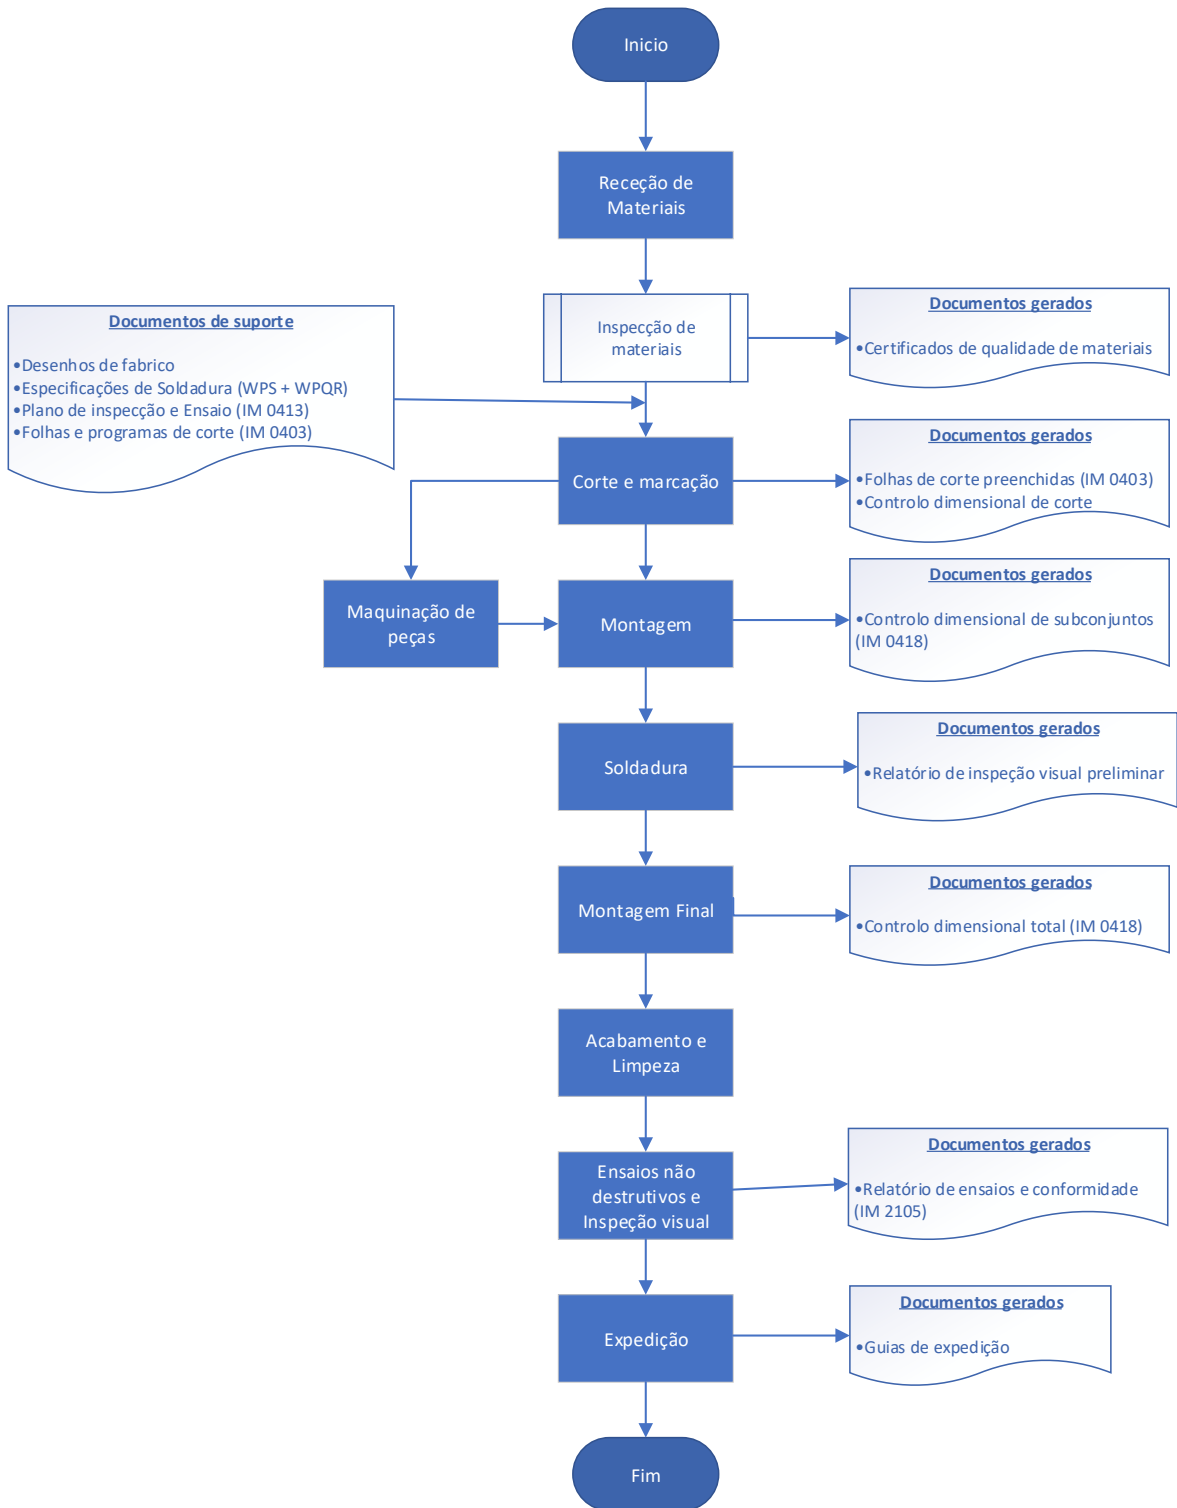 Inicio
Receção de
Materiais
Inspecção de
materiais
Documentos gerados
•Certificados de qualidade de materiais
Documentos de suporte
•Desenhos de fabrico
•Especificações de Soldadura (WPS + WPQR)
•Plano de inspecção e Ensaio (IM 0413)
•Folhas e programas de corte (IM 0403)
Corte e marcação
Documentos gerados
•Folhas de corte preenchidas (IM 0403)
•Controlo dimensional de corte
Maquinação de
peças
Montagem
Documentos gerados
•Controlo dimensional de subconjuntos
(IM 0418)
Soldadura
Documentos gerados
•Relatório de inspeção visual preliminar
Montagem Final
Documentos gerados
•Controlo dimensional total (IM 0418)
Acabamento e
Limpeza
Ensaios não
destrutivos e
Inspeção visual
Documentos gerados
•Relatório de ensaios e conformidade
(IM 2105)
Expedição
Documentos gerados
•Guias de expedição
Fim